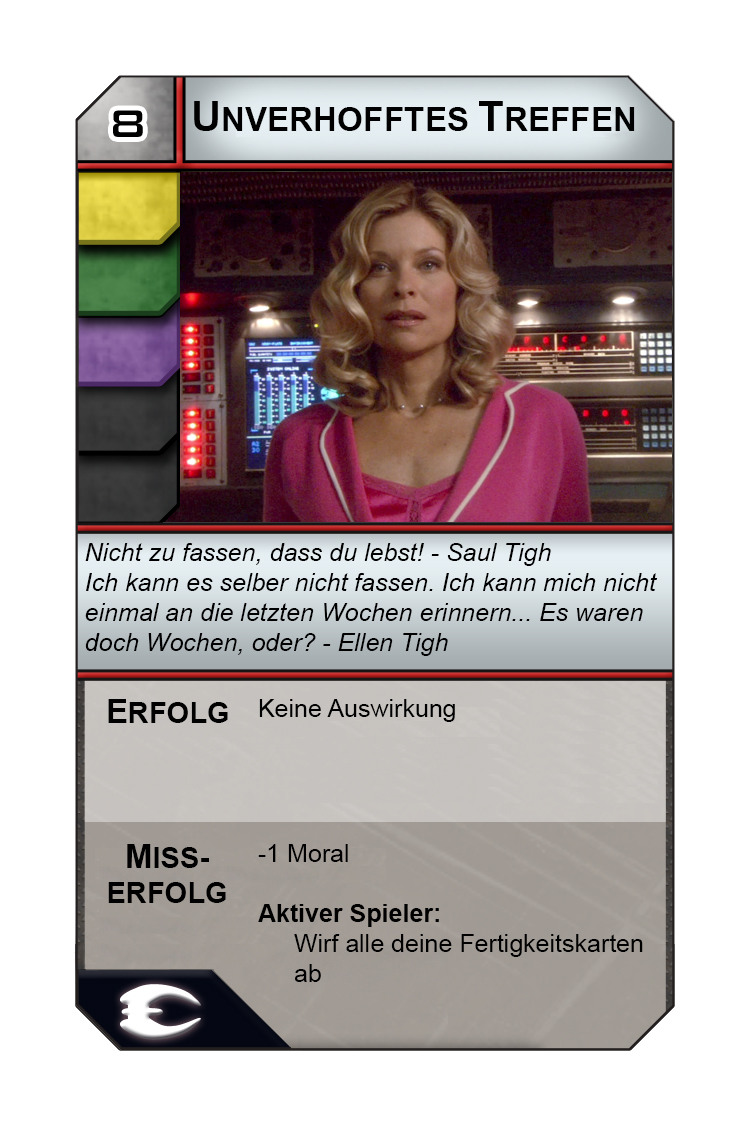 8
UNVERHOFFTES TREFFEN
Nicht zu fassen, dass du lebst! - Saul Tigh
Ich kann es selber nicht fassen. Ich kann mich nicht
einmal an die letzten Wochen erinnern... Es waren
doch Wochen, oder? - Ellen Tigh
ERFOLG
Keine Auswirkung
MISS-
ERFOLG
-1 Moral
Aktiver Spieler:
Wirf alle deine Fertigkeitskarten
ab